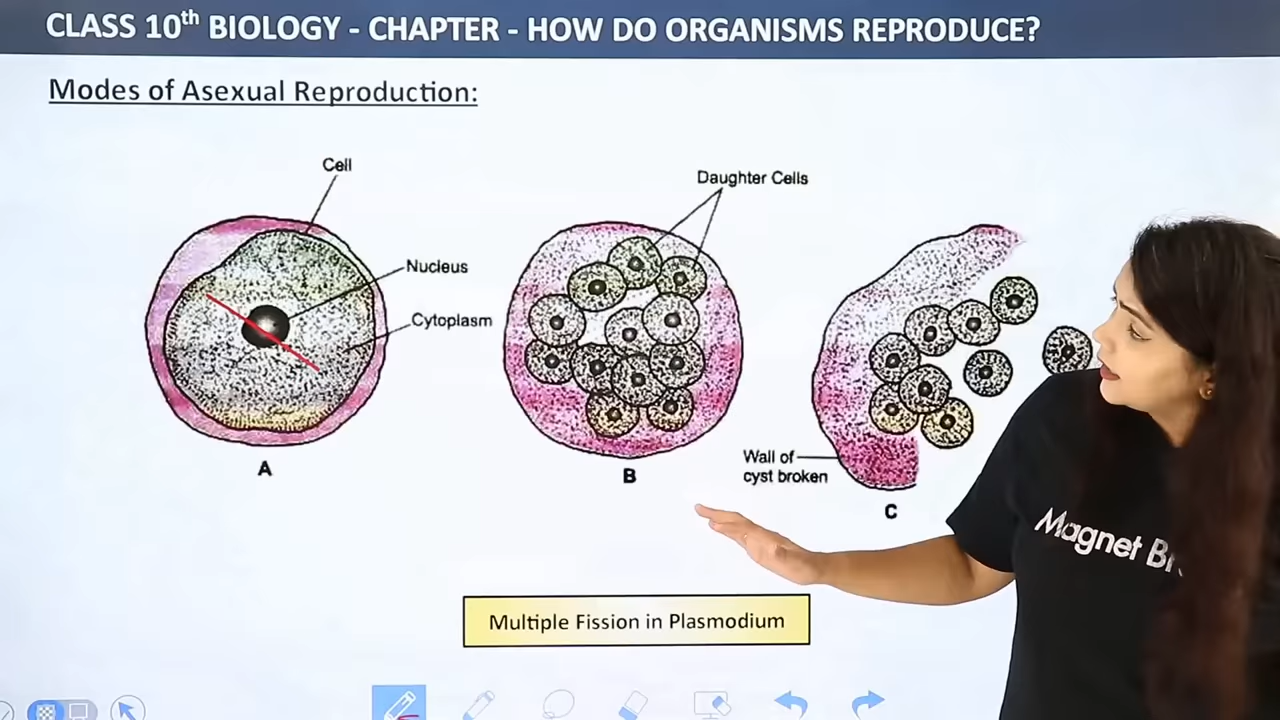 CLASS 10th BIOLOGY - CHAPTER - HOW DO ORGANISMS REPRODUCE?
Modes of Asexual Reproduction:
Cell
Daughter Cells
Nucleus
Cytoplasm
Wall of
cyst broken
A
B
C
Magnet
Multiple Fission in Plasmodium